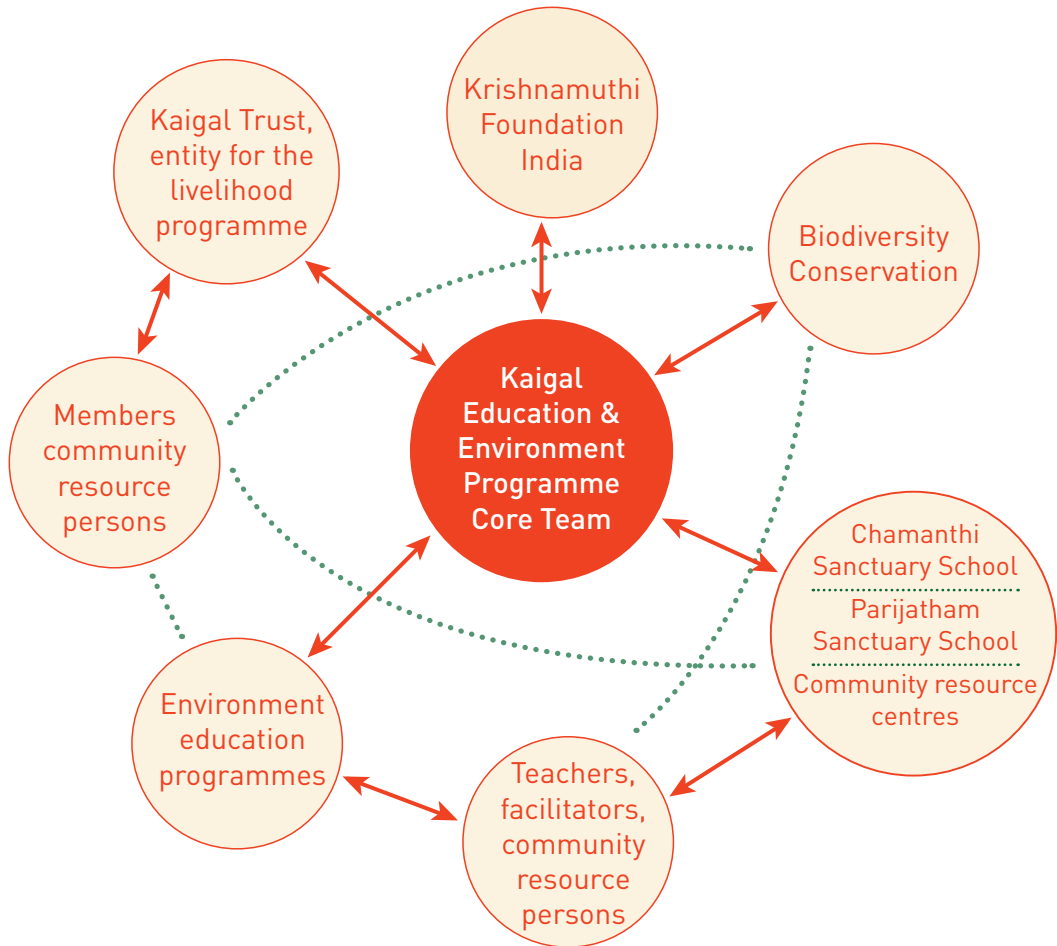 Krishnamuthi
Foundation
India
Kaigal Trust,
entity for the
livelihood
programme
Biodiversity
Conservation
Members
community
resource
persons
Kaigal
Education &
Environment
Programme
Core Team
Chamanthi
Sanctuary School
Parijatham
Sanctuary School
Community resource
centres
Environment
education
programmes
Teachers,
facilitators,
community
resource
persons